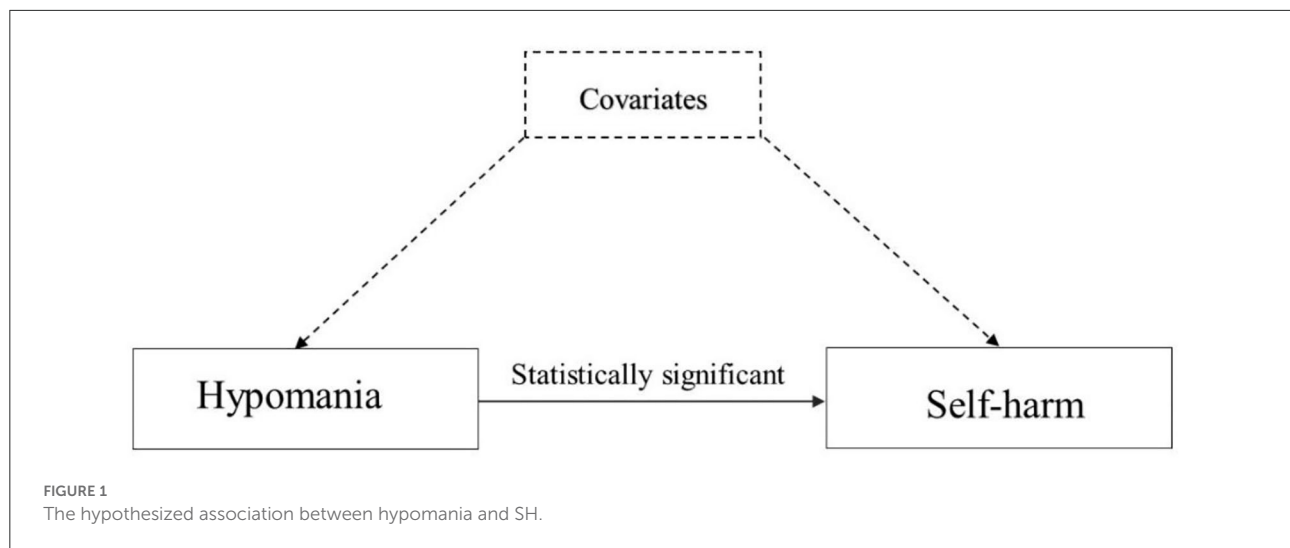 Covariates
Hypomania
Statistically significant
Self-harm
FIGURE 1
The hypothesized association between hypomania and SH.